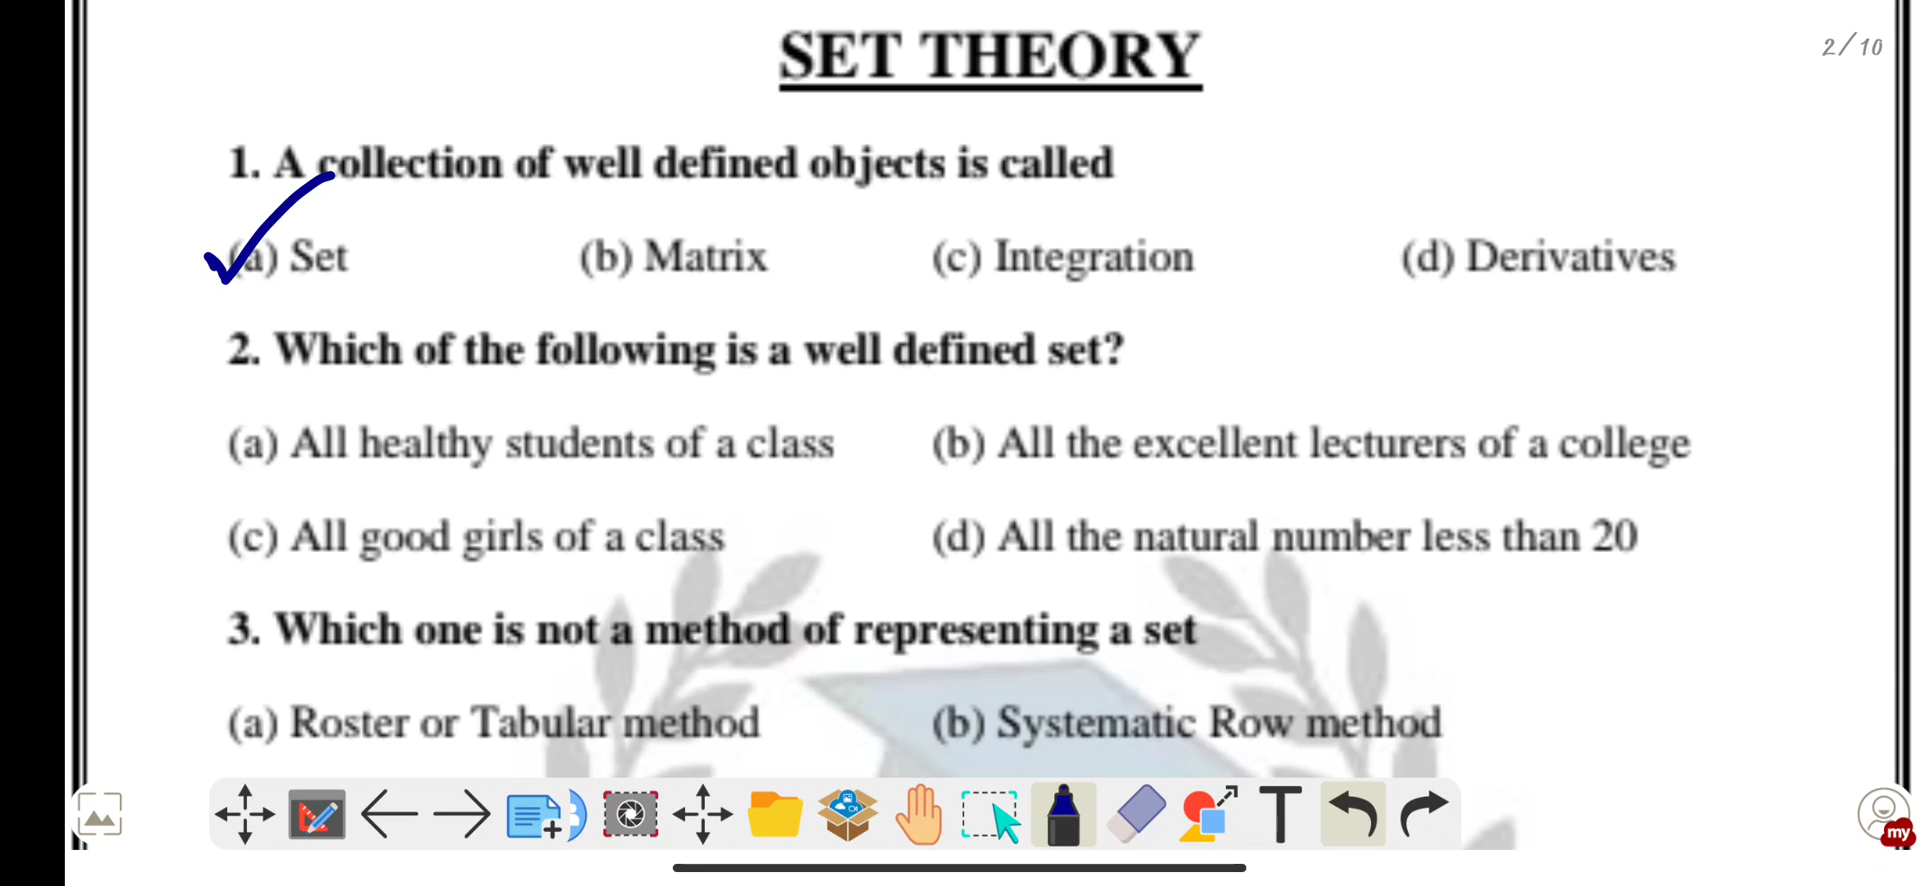 SET THEORY
2/10
1. A collection of well defined objects is called
(a) Set (b) Matrix (c) Integration (d) Derivatives
2. Which of the following is a well defined set?
(a) All healthy students of a class (b) All the excellent lecturers of a college
(c) All good girls of a class (d) All the natural number less than 20
3. Which one is not a method of representing a set
(a) Roster or Tabular method (b) Systematic Row method
T
my